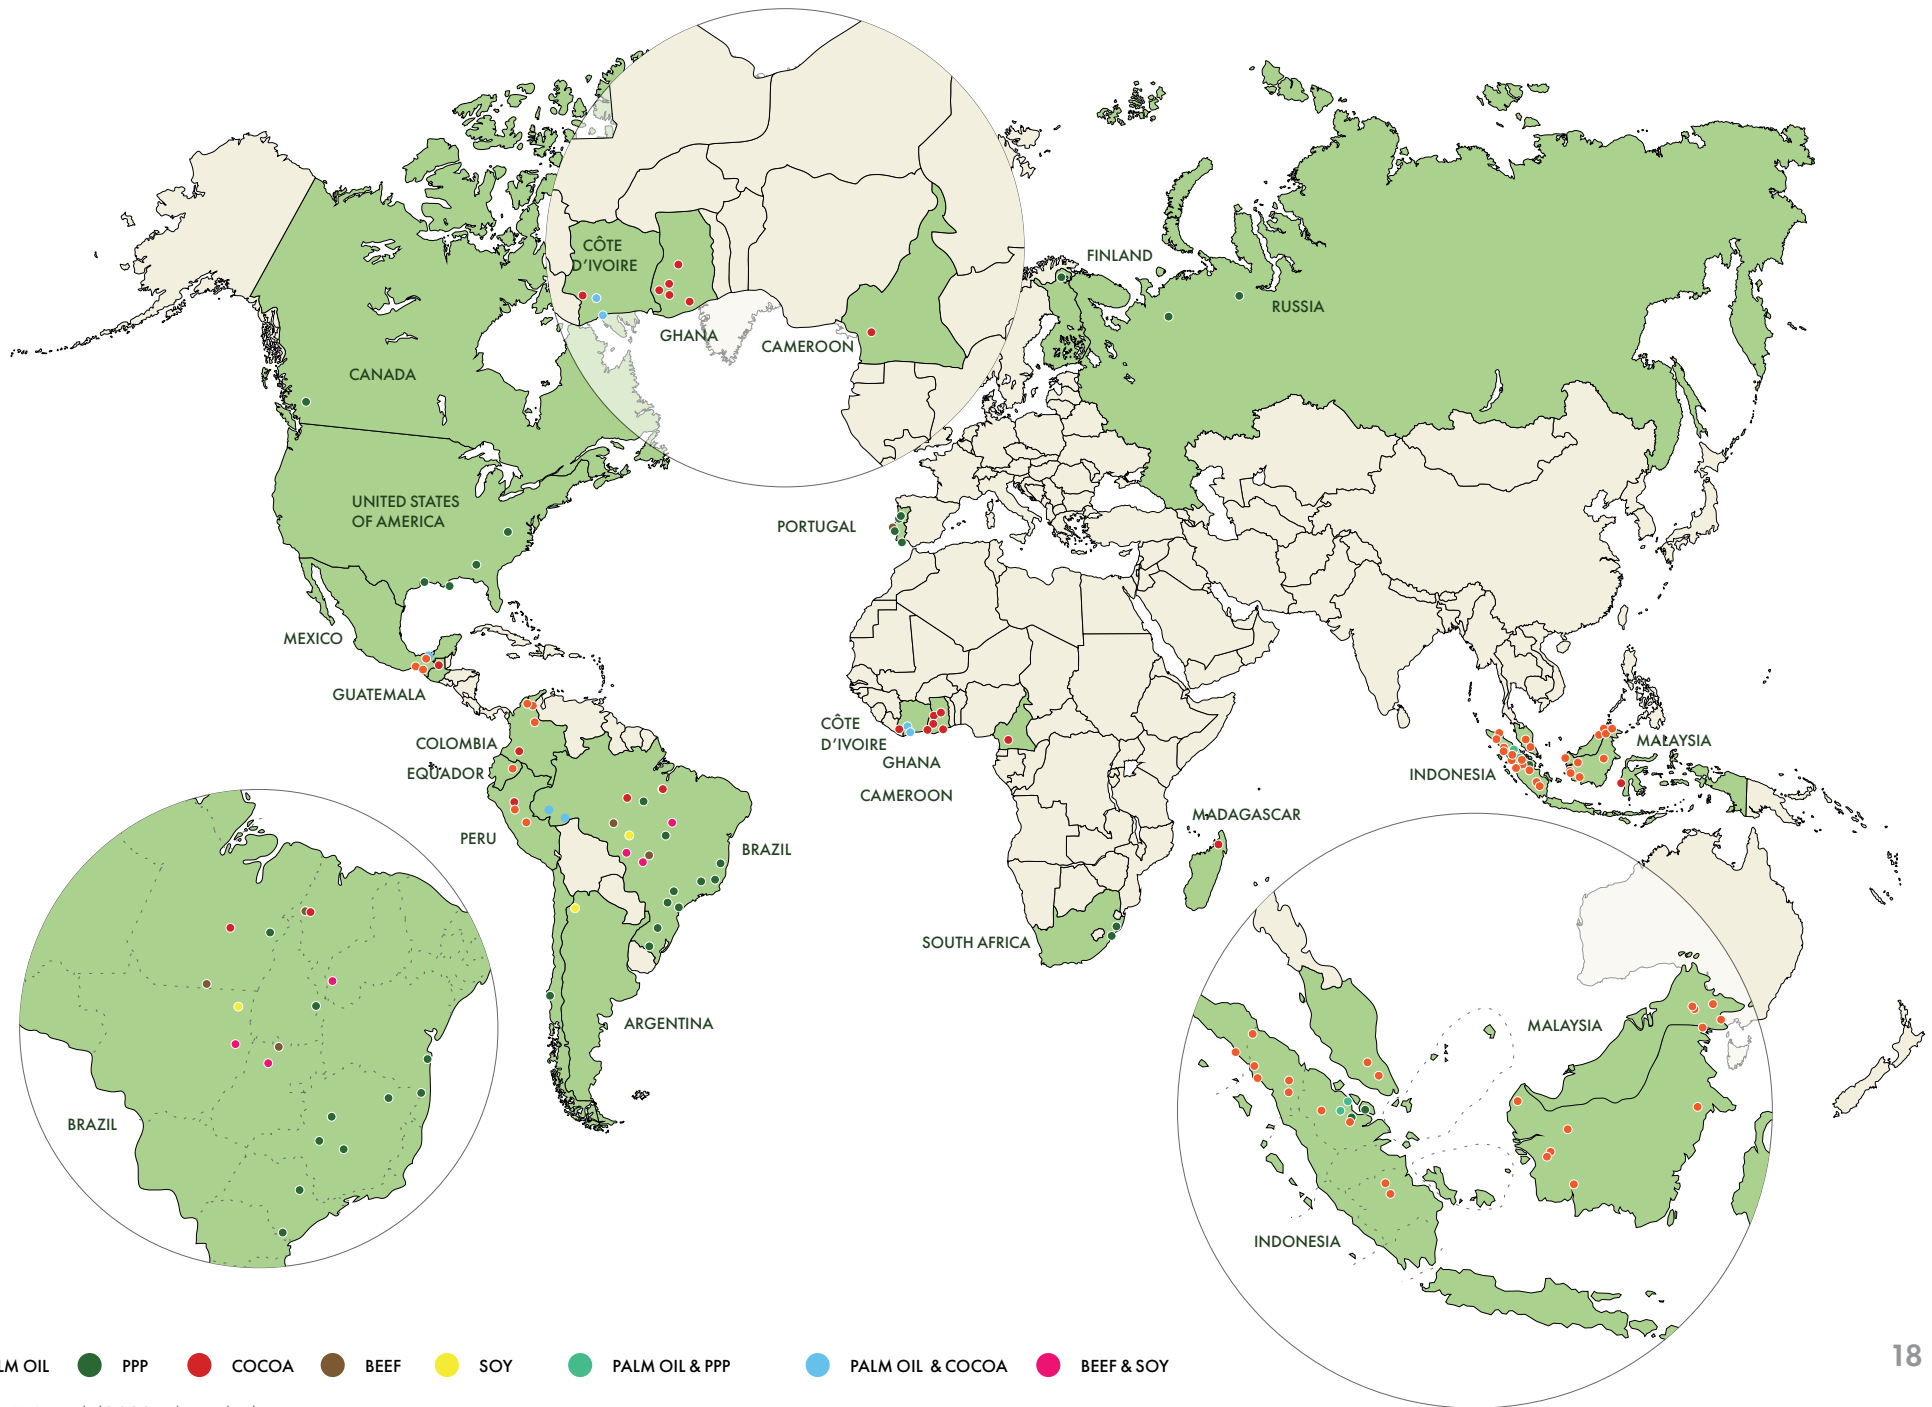 CÔTE
D'IVOIRE
GHANA
CAMEROON
FINLAND
RUSSIA
CANADA
UNITED STATES
OF AMERICA
PORTUGAL
MEXICO
GUATEMALA
COLOMBIA
EQUADOR
PERU
BRAZIL
ARGENTINA
CÔTE
D'IVOIRE
GHANA
CAMEROON
MADAGASCAR
SOUTH AFRICA
MALAYSIA
INDONESIA
BRAZIL
MALAYSIA
INDONESIA
LM OIL PPP COCOA BEEF SOY PALM OIL & PPP PALM OIL & COCOA BEEF & SOY
18